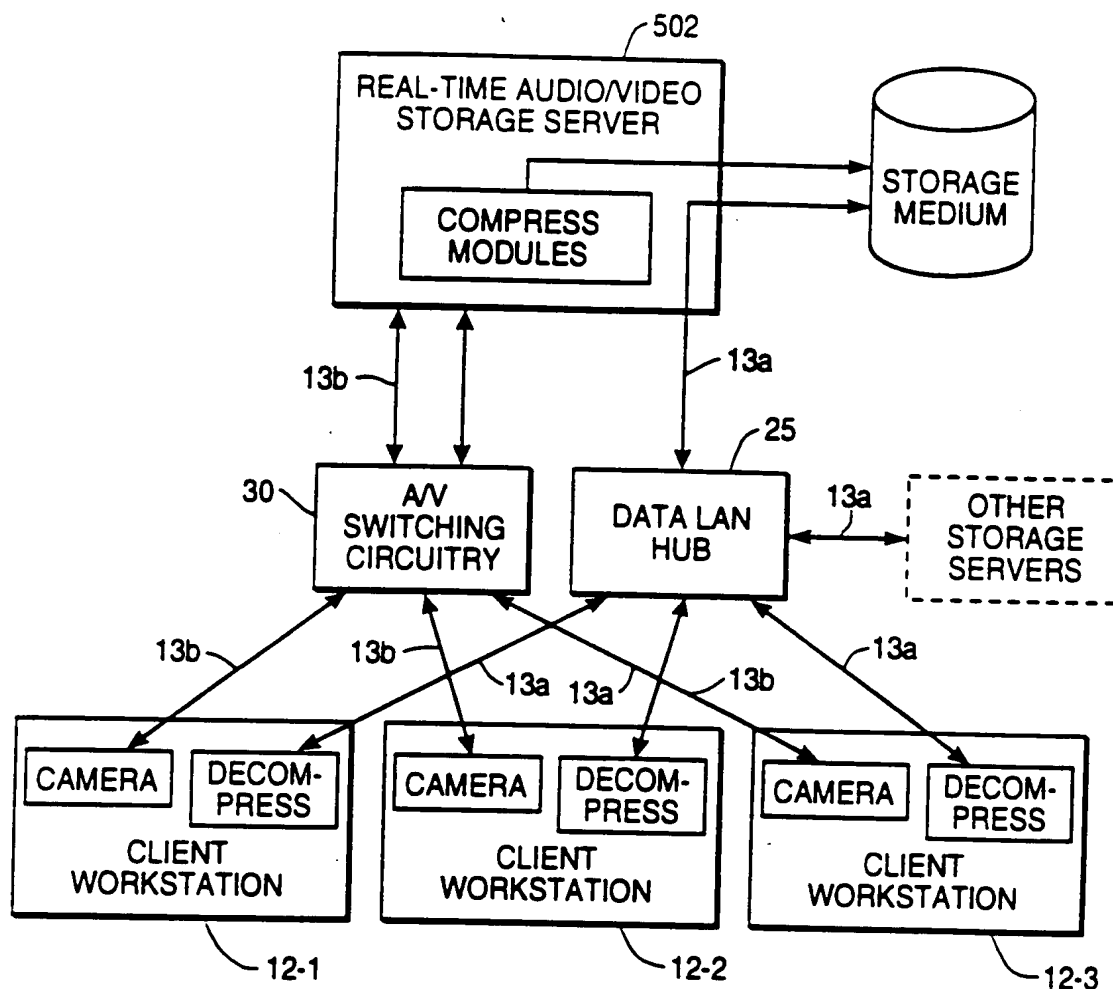 502
REAL-TIME AUDIO/VIDEO
STORAGE SERVER
COMPRESS
MODULES
STORAGE
MEDIUM
13b
13a
25
30
A/V
SWITCHING
CIRCUITRY
DATA LAN
HUB
13a
OTHER
STORAGE
SERVERS
13b
13b
13a
13a
13b
13a
CAMERA
DECOM-
PRESS
CLIENT
WORKSTATION
CAMERA
DECOM-
PRESS
CLIENT
WORKSTATION
CAMERA
DECOM-
PRESS
CLIENT
WORKSTATION
12-1
12-2
12-3